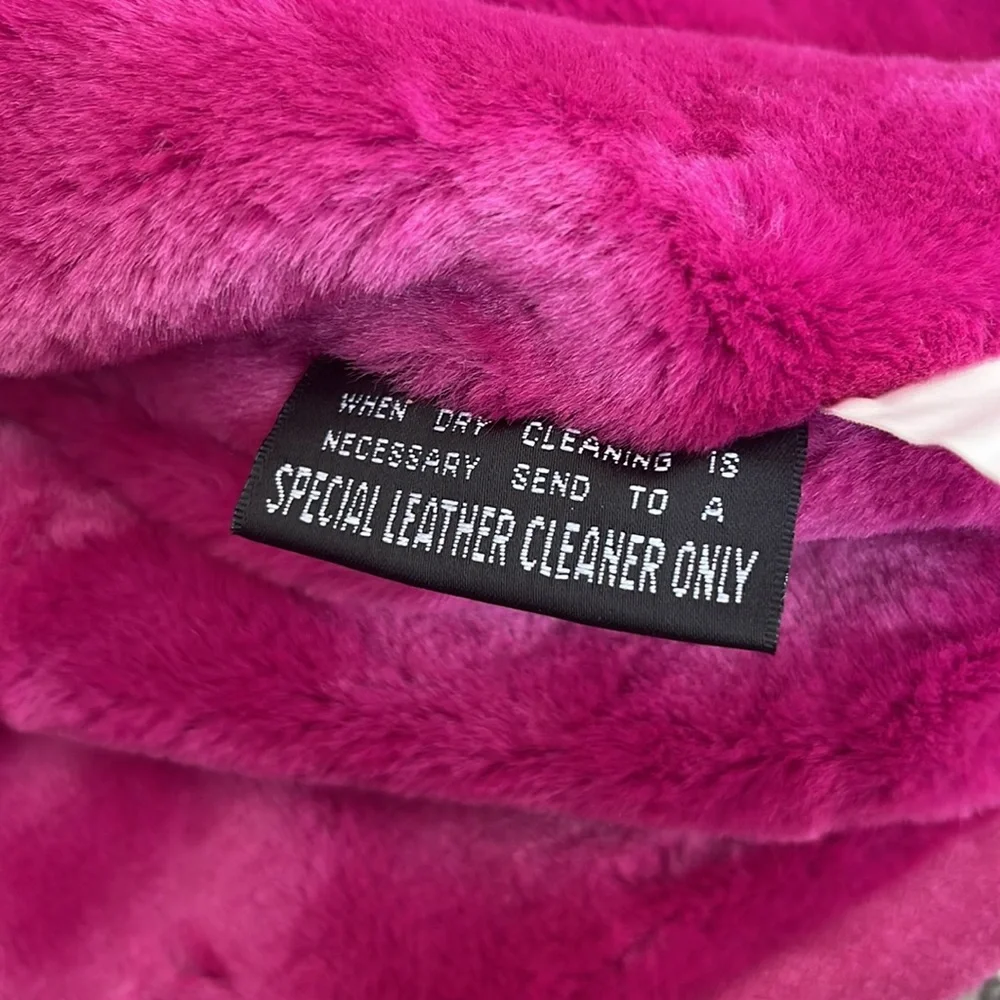 WHEN DRY CLEANING IS
NECESSARY SEND TO A
SPECIAL LEATHER CLEANER ONLY